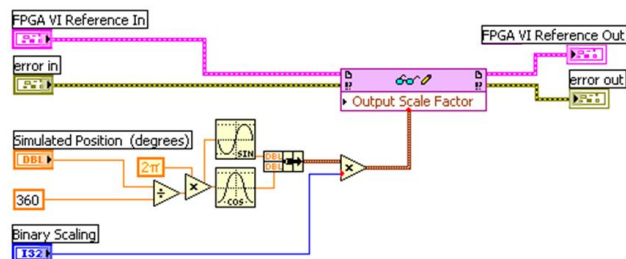 FPGA VI Reference In
FPGA VI Reference Out
error in
error out
Output Scale Factor
Simulated Position (degrees)
DBL
2π
SIN
DBL
DBL
360
COS
Binary Scaling
I32